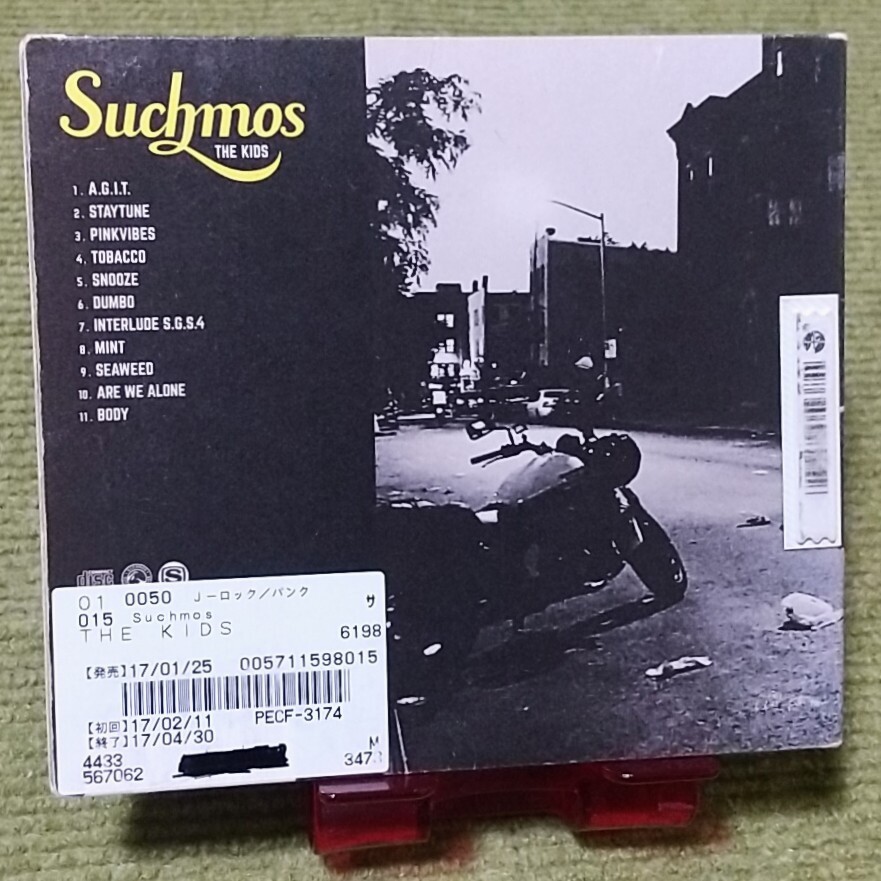 Suchmos
THE KIDS
1. A.G.I.T.
2. STAYTUNE
3. PINKVIBES
4. TOBACCO
5. SNOOZE
6. DUMBO
7. INTERLUDE S.G.S.4
8. MINT
9. SEAWEED
10. ARE WE ALONE
11. BODY
disc
S
01 0050 Jーロック/パンク サ
015 Suchmos
THE KIDS 6198
【発売】17/01/25 005711598015
【初回】17/02/11 PECF-3174
【終了】17/04/30 M
4433 3473
567062